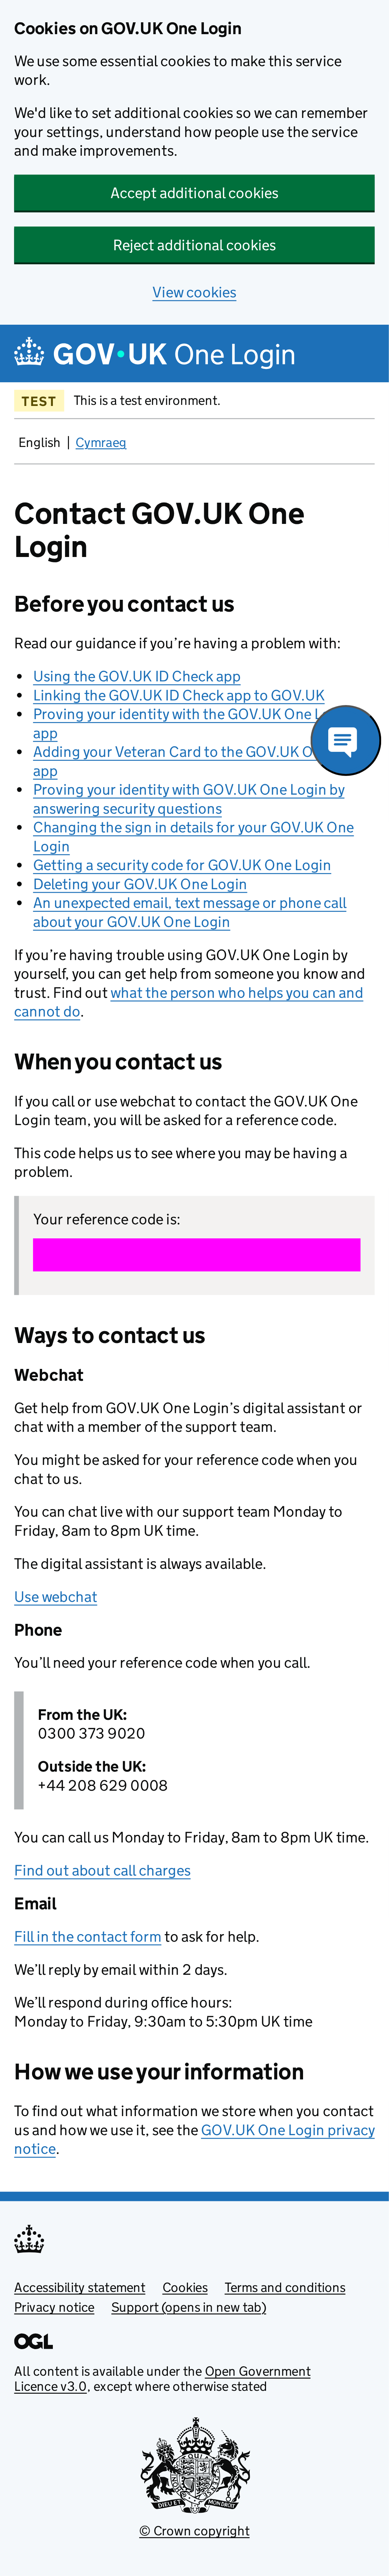 Cookies on GOV.UK One Login
We use some essential cookies to make this service
work.
We'd like to set additional cookies so we can remember
your settings, understand how people use the service
and make improvements.
Accept additional cookies
Reject additional cookies
View cookies
GOV·UK One Login
TEST This is a test environment.
English | Cymraeg
Contact GOV.UK One
Login
Before you contact us
Read our guidance if you’re having a problem with:
• Using the GOV.UK ID Check app
• Linking the GOV.UK ID Check app to GOV.UK
• Proving your identity with the GOV.UK One
app
• Adding your Veteran Card to the GOV.UK
app
• Proving your identity with GOV.UK One Login by
answering security questions
• Changing the sign in details for your GOV.UK One
Login
• Getting a security code for GOV.UK One Login
• Deleting your GOV.UK One Login
• An unexpected email, text message or phone call
about your GOV.UK One Login
If you’re having trouble using GOV.UK One Login by
yourself, you can get help from someone you know and
trust. Find out what the person who helps you can and
cannot do.
When you contact us
If you call or use webchat to contact the GOV.UK One
Login team, you will be asked for a reference code.
This code helps us to see where you may be having a
problem.
Your reference code is:
Ways to contact us
Webchat
Get help from GOV.UK One Login’s digital assistant or
chat with a member of the support team.
You might be asked for your reference code when you
chat to us.
You can chat live with our support team Monday to
Friday, 8am to 8pm UK time.
The digital assistant is always available.
Use webchat
Phone
You’ll need your reference code when you call.
From the UK:
0300 373 9020
Outside the UK:
+44 208 629 0008
You can call us Monday to Friday, 8am to 8pm UK time.
Find out about call charges
Email
Fill in the contact form to ask for help.
We’ll reply by email within 2 days.
We’ll respond during office hours:
Monday to Friday, 9:30am to 5:30pm UK time
How we use your information
To find out what information we store when you contact
us and how we use it, see the GOV.UK One Login privacy
notice.
Accessibility statement Cookies Terms and conditions
Privacy notice Support (opens in new tab)
OGL
All content is available under the Open Government
Licence v3.0, except where otherwise stated
DIEU ET MON DROIT
© Crown copyright